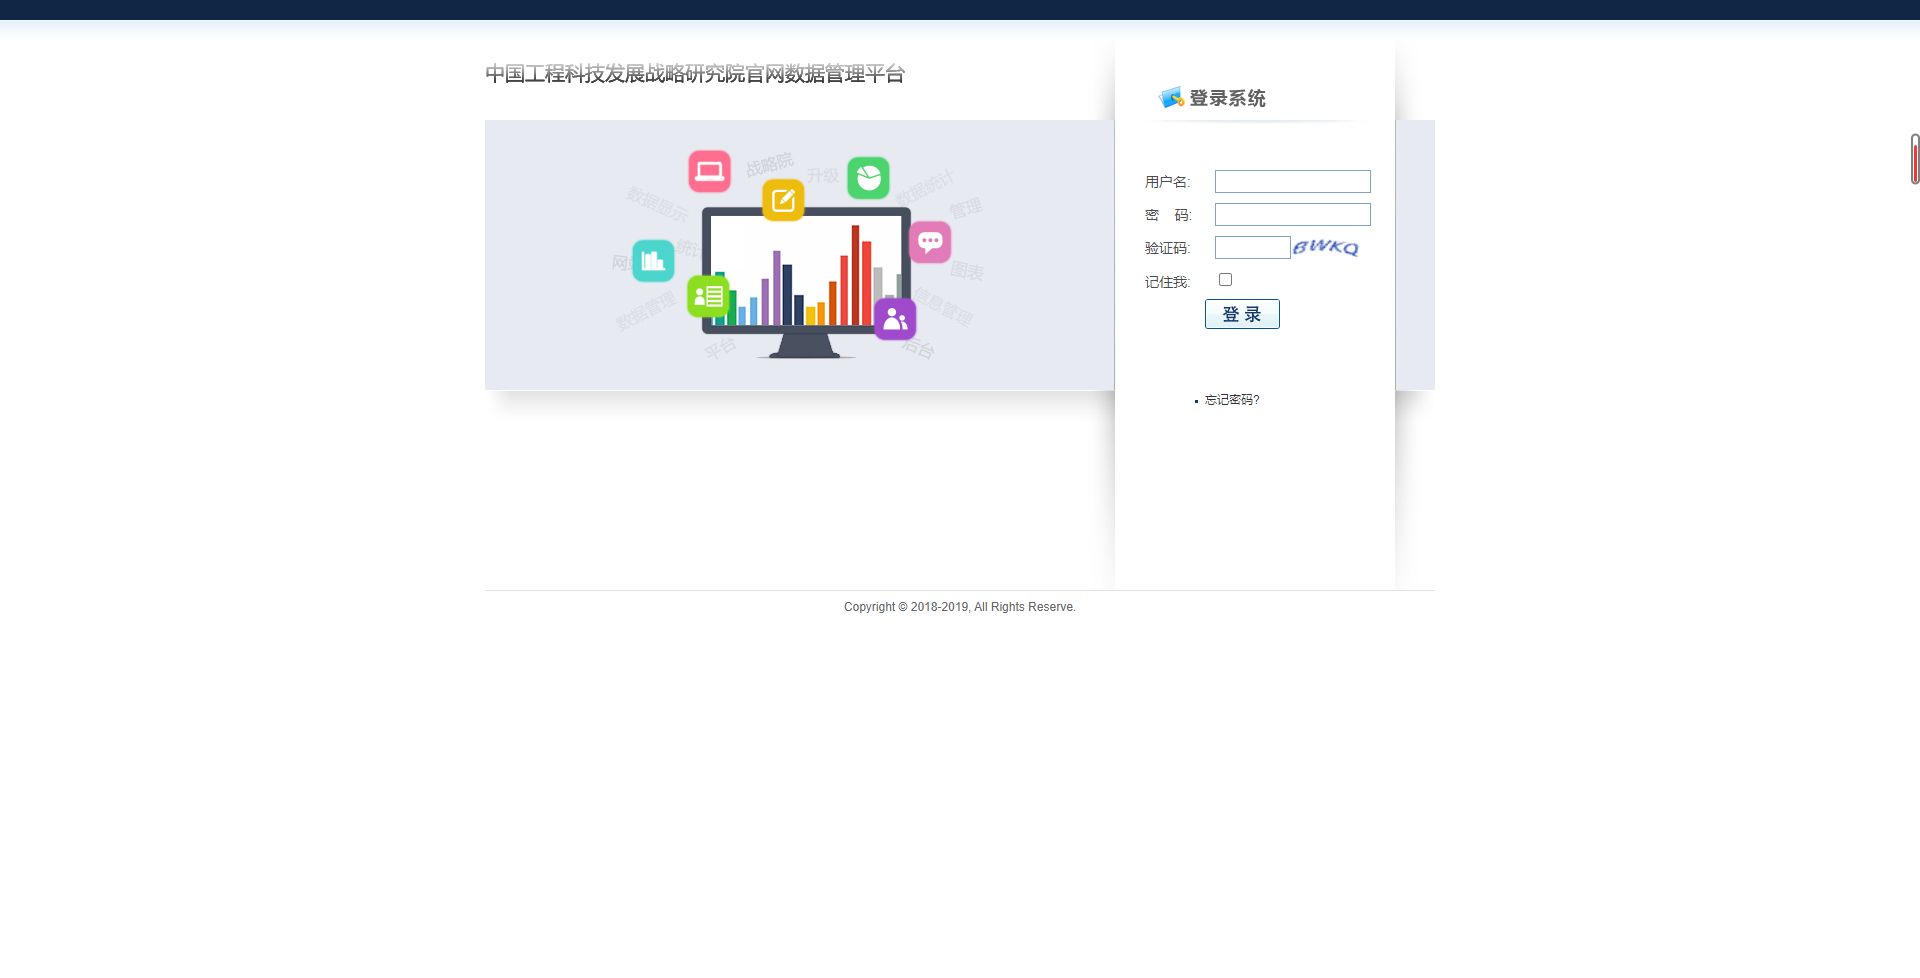 中国工程科技发展战略研究院官网数据管理平台
登录系统
战略院
升级
数据统计
数据显示
管理
统计
网
图表
数据管理
信息管理
平台
后台
用户名:
密 码:
验证码:
BWKQ
记住我:
登 录
忘记密码?
Copyright © 2018-2019, All Rights Reserve.